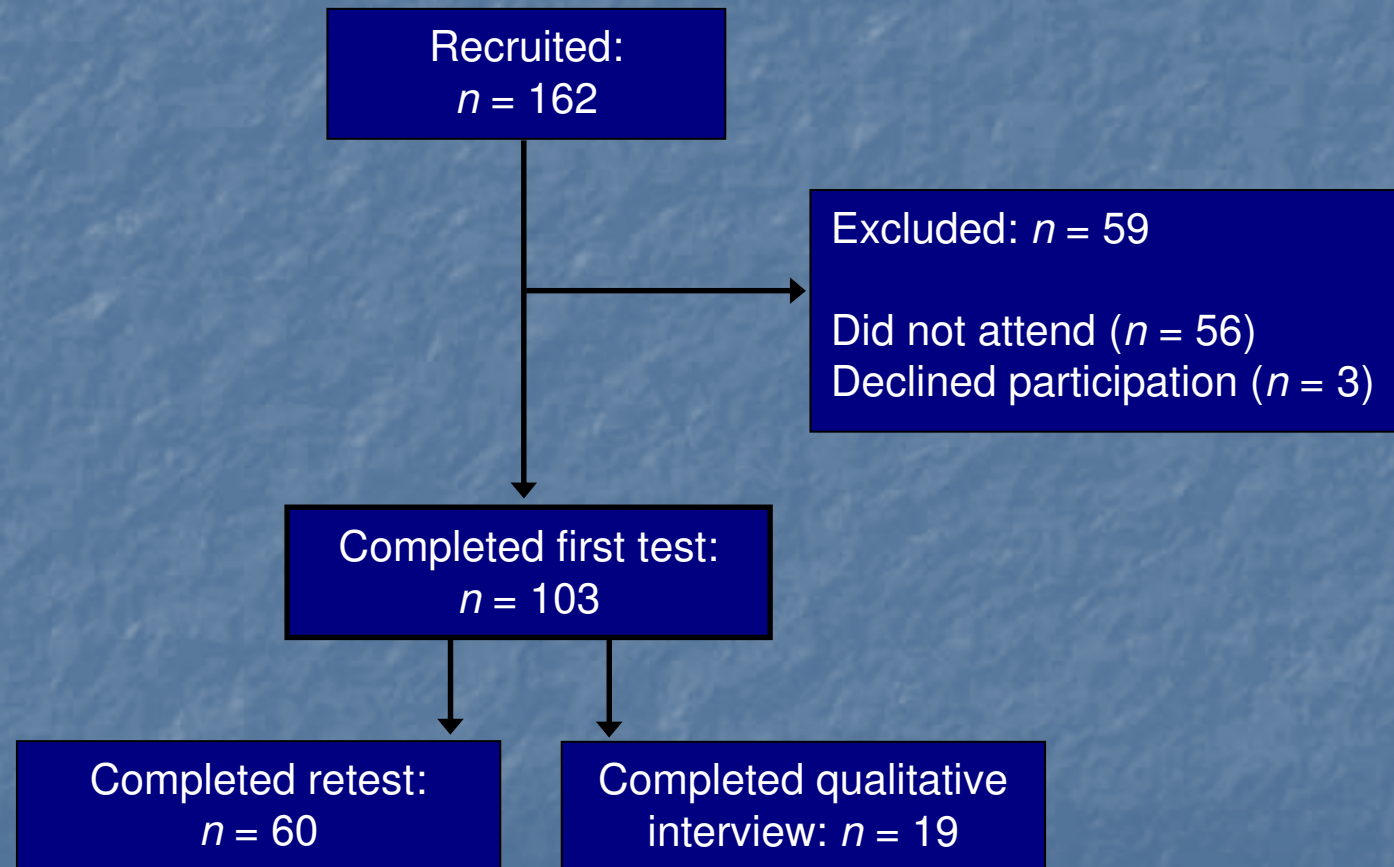 Recruited:
n = 162
Excluded: n = 59
Did not attend (n = 56)
Declined participation (n = 3)
Completed first test:
n = 103
Completed retest:
n = 60
Completed qualitative
interview: n = 19